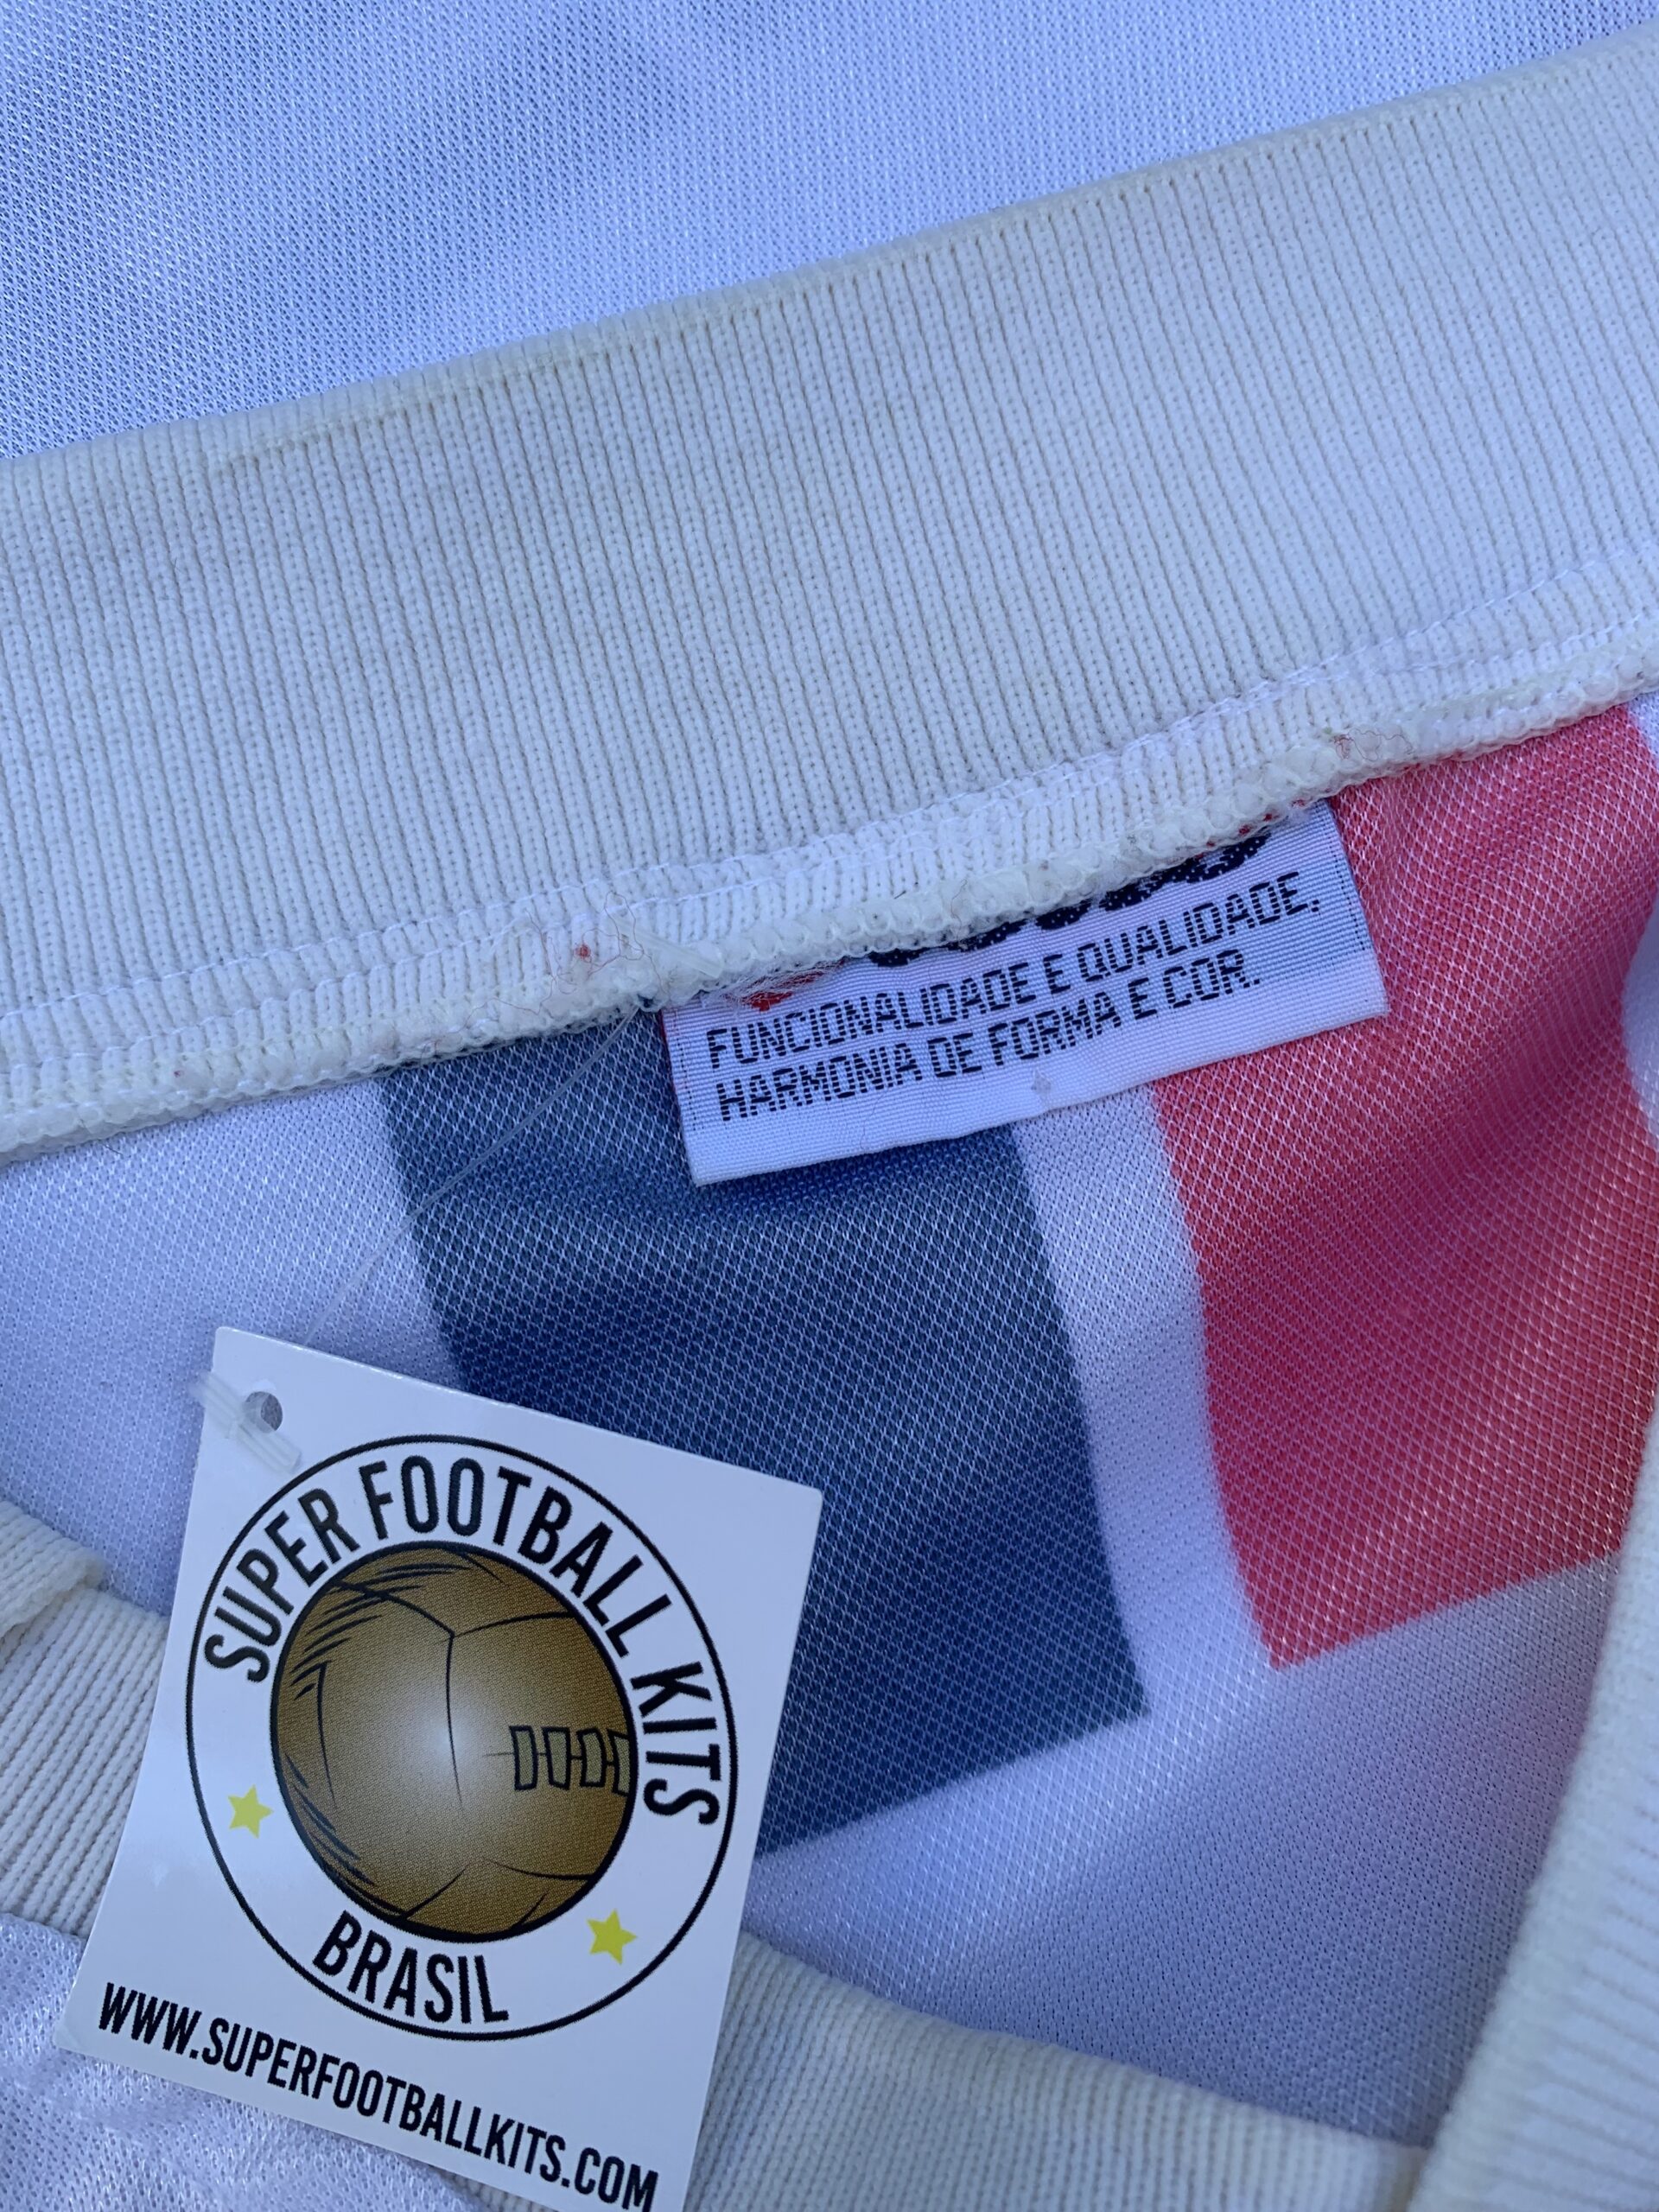 FUNCIONALIDADE E QUALIDADE,
HARMONIA DE FORMA E COR.
SUPER FOOTBALL KITS
BRASIL
WWW.SUPERFOOTBALLKITS.COM